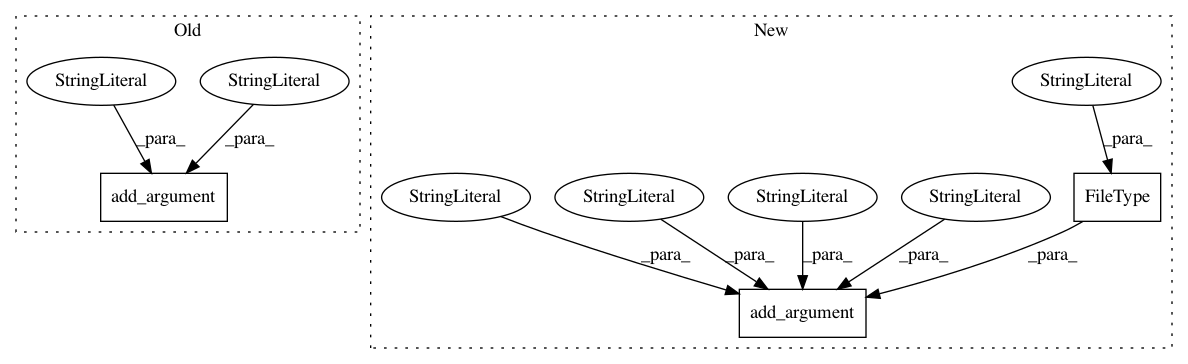 Old
New
StringLiteral
StringLiteral
StringLiteral
_para_
_para_
_para_
add_argument
StringLiteral
StringLiteral
StringLiteral
StringLiteral
FileType
_para_
_para_
_para_
_para_
_para_
add_argument